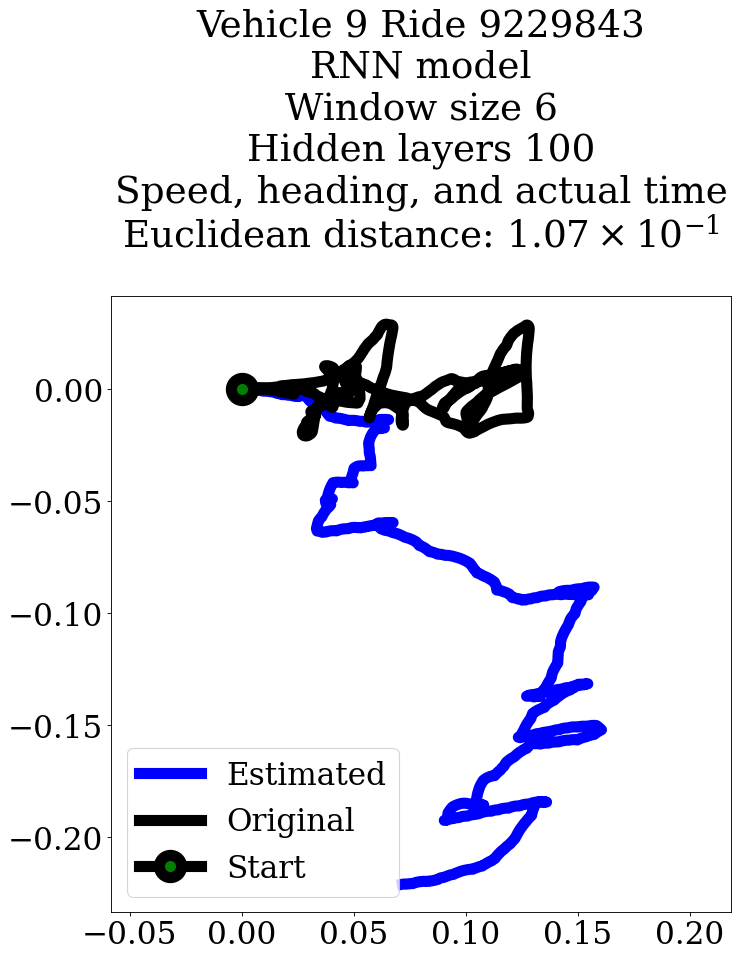 Vehicle 9 Ride 9229843
RNN model
Window size 6
Hidden layers 100
Speed, heading, and actual time
Euclidean distance: 1.07 × 10⁻¹
0.00
−0.05
−0.10
−0.15
−0.20
Estimated
Original
Start
−0.05 0.00 0.05 0.10 0.15 0.20